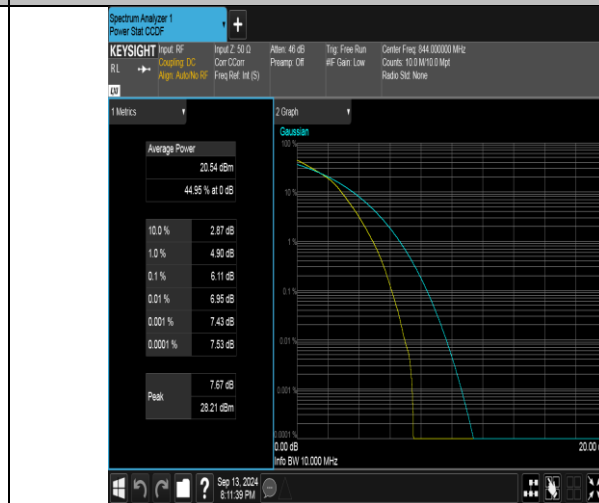 Spectrum Analyzer 1
Power Stat CCDF
+
KEYSIGHT Input: RF Input Z: 50 Ω Atten: 46 dB Trig: Free Run Center Freq: 844.000000 MHz
RL Coupling: DC Corr CCorr Preamp: Off #IF Gain: Low Counts: 10.0 M/10.0 Mpt
Align: Auto/No RF Freq Ref: Int (S) Radio Std: None
LXI
1 Metrics
2 Graph
Gaussian
Average Power
20.54 dBm
44.95 % at 0 dB
10.0 % 2.87 dB
1.0 % 4.90 dB
0.1 % 6.11 dB
0.01 % 6.95 dB
0.001 % 7.43 dB
0.0001 % 7.53 dB
Peak 7.67 dB
28.21 dBm
100 %
10 %
1 %
0.1 %
0.01 %
0.001 %
0.0001 %
0.00 dB 20.00
Info BW 10.000 MHz
?
Sep 13, 2024
8:11:39 PM